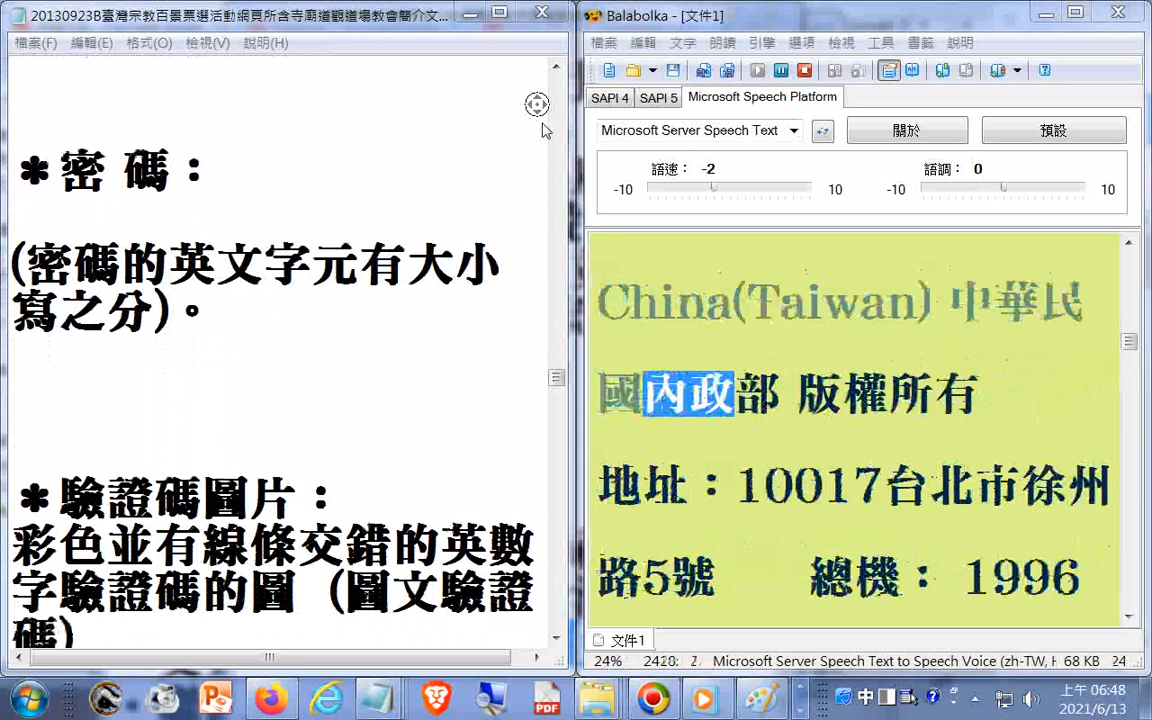 20130923B臺灣宗教百景票選活動網頁所含寺廟道觀道場教會簡介文...
檔案(F) 編輯(E) 格式(O) 檢視(V) 說明(H)
＊密 碼：
(密碼的英文字元有大小
寫之分)。
＊驗證碼圖片：
彩色並有線條交錯的英數
字驗證碼的圖 (圖文驗證
碼)
Balabolka - [文件1]
檔案 編輯 文字 朗讀 引擎 選項 檢視 工具 書籤 說明
SAPI 4 SAPI 5 Microsoft Speech Platform
Microsoft Server Speech Text 關於 預設
語速： -2 語調： 0
-10 10 -10 10
China(Taiwan) 中華民
國內政部 版權所有
地址：10017台北市徐州
路5號 總機： 1996
文件1
24% Microsoft Server Speech Text to Speech Voice (zh-TW, H 68 KB 24
中 上午 06:48
2021/6/13